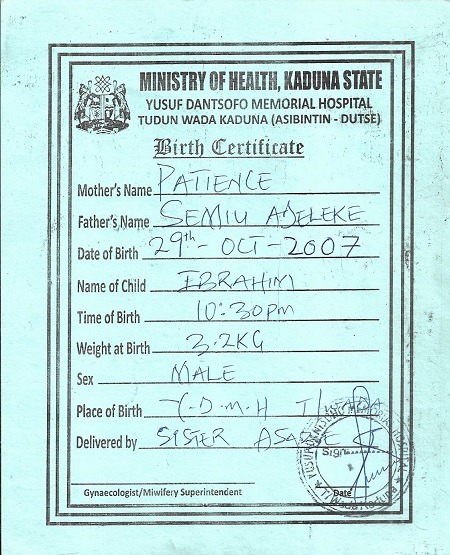 MINISTRY OF HEALTH, KADUNA STATE
YUSUF DANTSOFO MEMORIAL HOSPITAL
TUDUN WADA KADUNA (ASIBINTIN - DUTSE)
Birth Certificate
Mother's Name PATIENCE
Father's Name SEMIU ADELEKE
Date of Birth 29th - OCT - 2007
Name of Child IBRAHIM
Time of Birth 10:30pm
Weight at Birth 3.2KG
Sex MALE
Place of Birth Y-D-M-H T/WADA
Delivered by SISTER
Sign
Gynaecologist/Miwifery Superintendent
Date